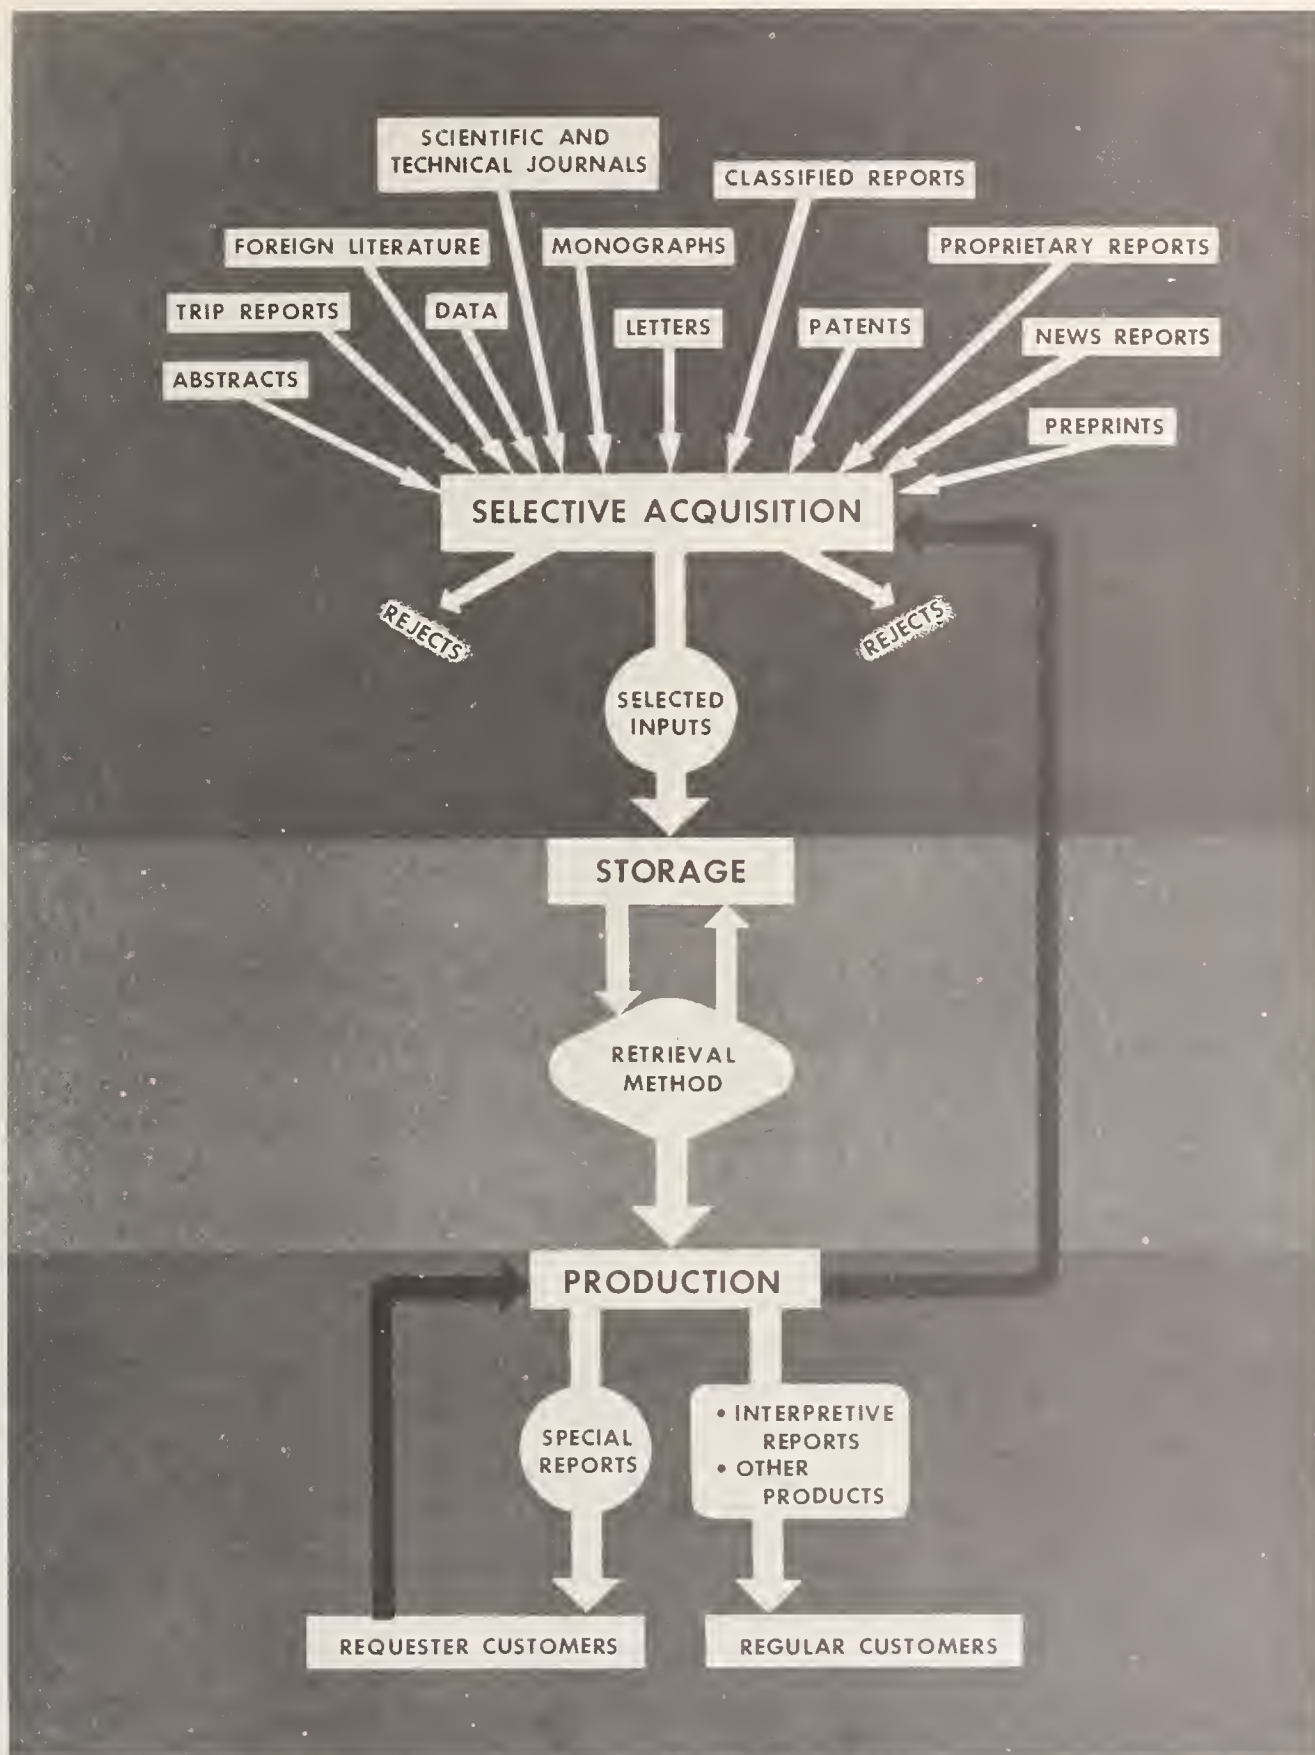 SCIENTIFIC AND
TECHNICAL JOURNALS
CLASSIFIED REPORTS
FOREIGN LITERATURE
MONOGRAPHS
PROPRIETARY REPORTS
TRIP REPORTS
DATA
LETTERS
PATENTS
NEWS REPORTS
ABSTRACTS
PREPRINTS
SELECTIVE ACQUISITION
REJECTS
REJECTS
SELECTED
INPUTS
STORAGE
RETRIEVAL
METHOD
PRODUCTION
SPECIAL
REPORTS
• INTERPRETIVE
REPORTS
• OTHER
PRODUCTS
REQUESTER CUSTOMERS
REGULAR CUSTOMERS